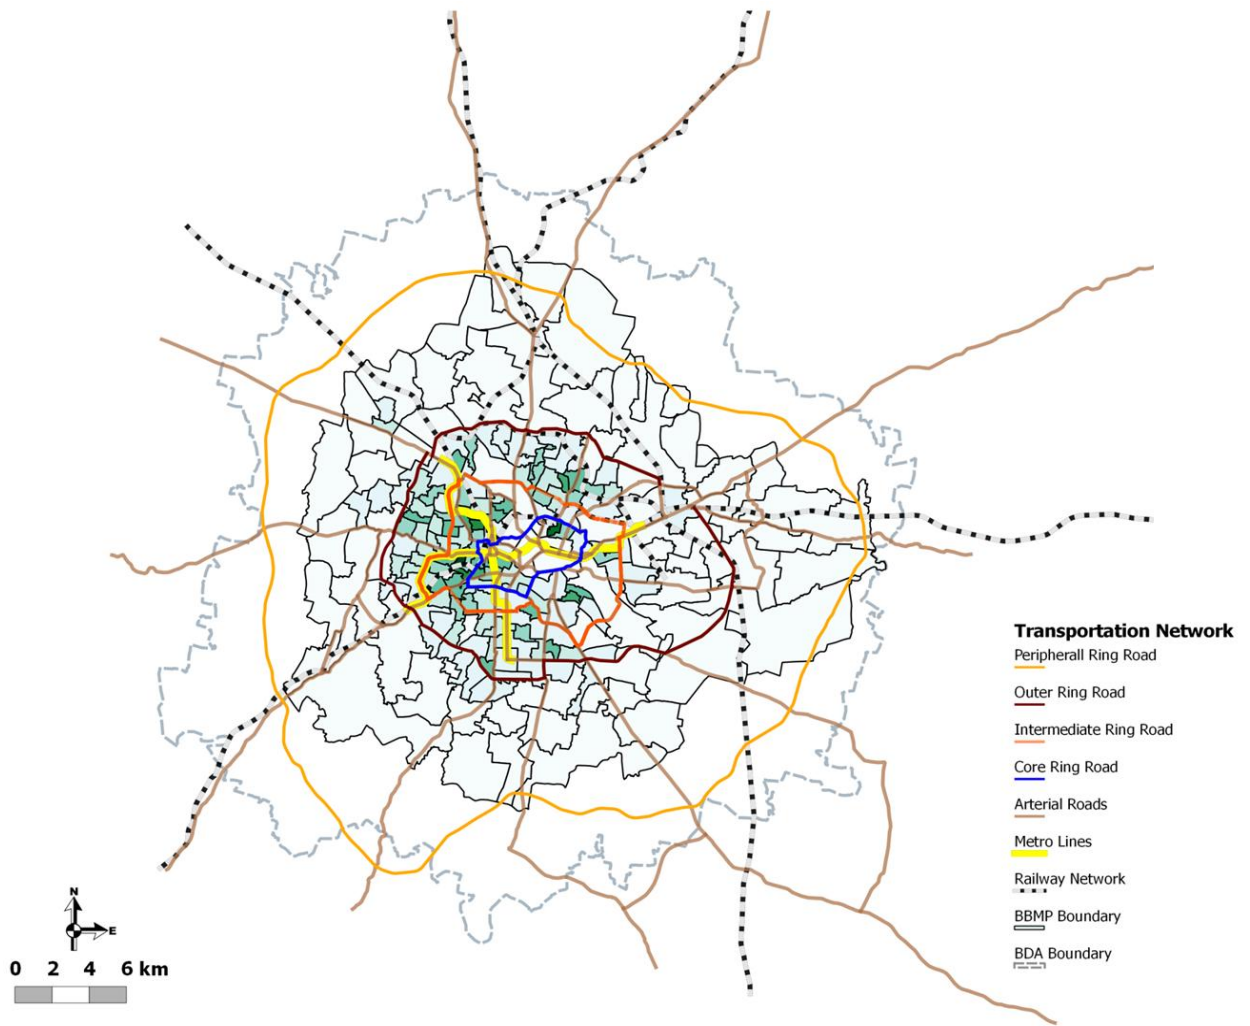 Transportation Network
Peripherall Ring Road
Outer Ring Road
Intermediate Ring Road
Core Ring Road
Arterial Roads
Metro Lines
Railway Network
BBMP Boundary
BDA Boundary
N
E
0 2 4 6 km